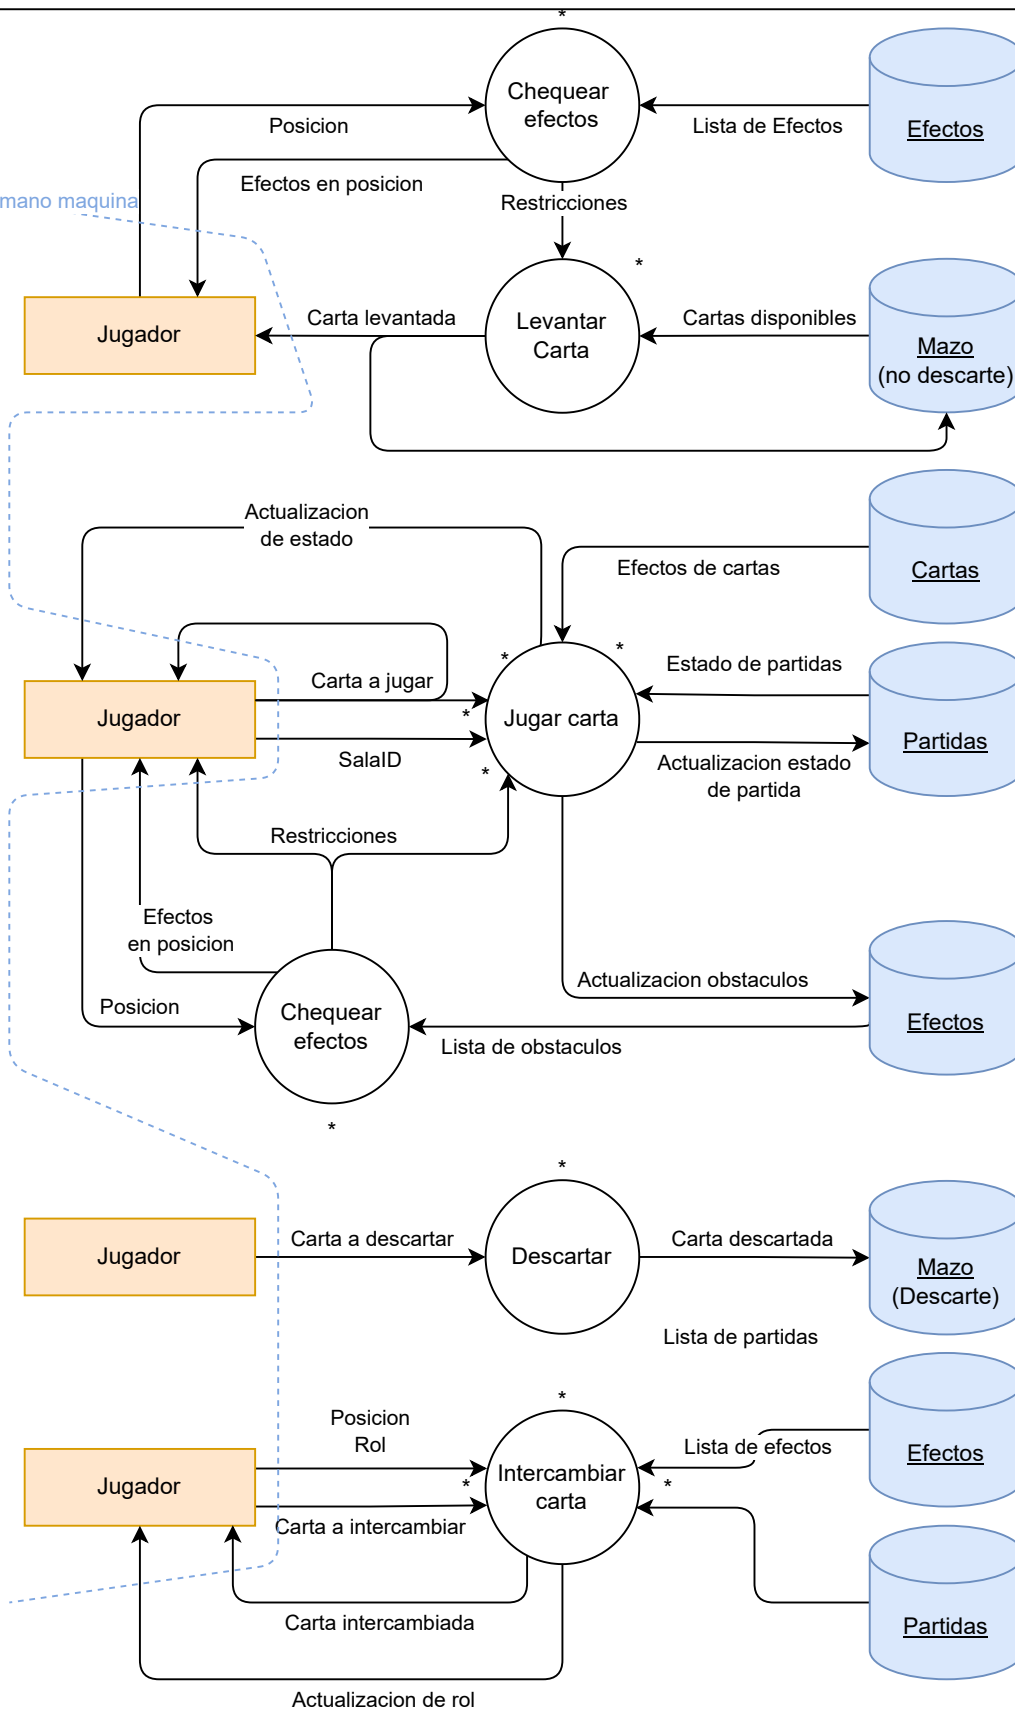 *
Chequear
efectos
Posicion
Lista de Efectos
Efectos
Efectos en posicion
mano maquina
Restricciones
*
Jugador
Carta levantada
Levantar
Carta
Cartas disponibles
Mazo
(no descarte)
Actualizacion
de estado
Efectos de cartas
Cartas
*
*
Estado de partidas
Carta a jugar
Jugador
*
Jugar carta
Partidas
SalaID
*
Actualizacion estado
de partida
Restricciones
Efectos
en posicion
Actualizacion obstaculos
Posicion
Chequear
efectos
Efectos
Lista de obstaculos
*
*
Jugador
Carta a descartar
Descartar
Carta descartada
Mazo
(Descarte)
Lista de partidas
*
Posicion
Rol
Lista de efectos
Efectos
Jugador
*
Intercambiar
carta
*
Carta a intercambiar
Carta intercambiada
Partidas
Actualizacion de rol